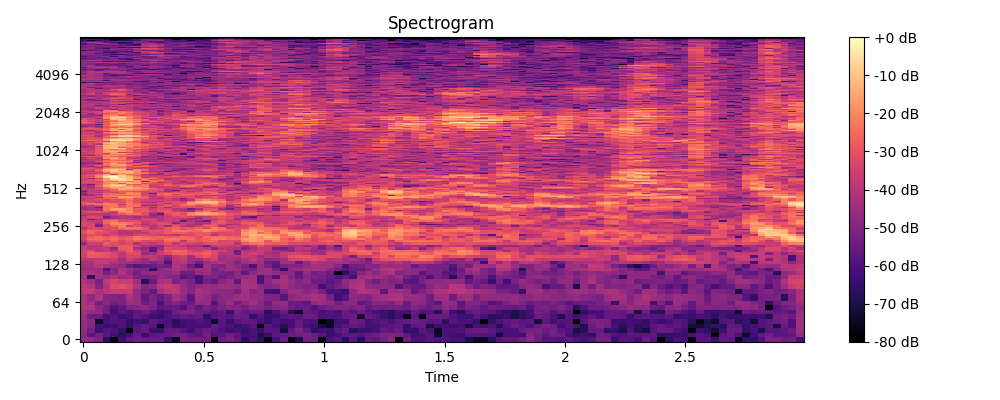 Spectrogram
Hz
4096
2048
1024
512
256
128
64
0
0
0.5
1
1.5
2
2.5
Time
+0 dB
-10 dB
-20 dB
-30 dB
-40 dB
-50 dB
-60 dB
-70 dB
-80 dB